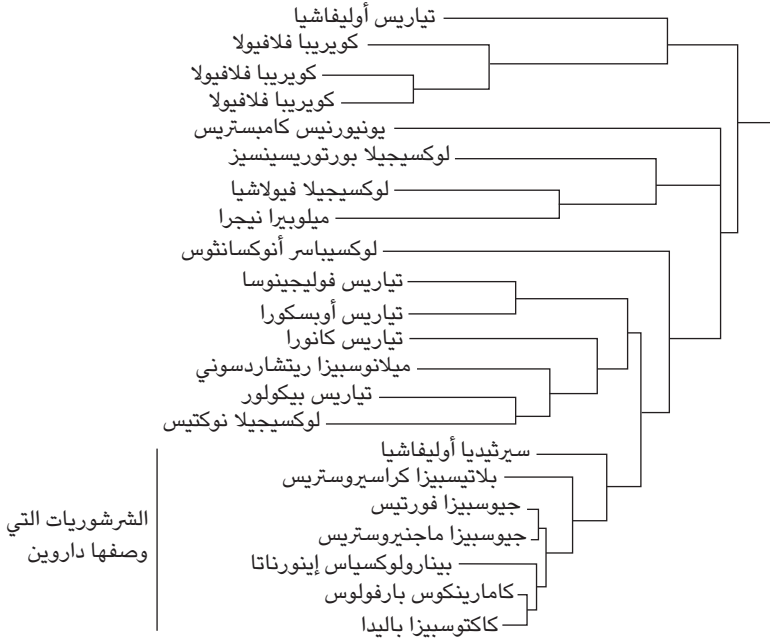 تياريس أوليفاشيا
كويريبا فلافيولا
كويريبا فلافيولا
كويريبا فلافيولا
يونيورنيس كامبستريس
لوكسيجيلا بورتوريسينسيز
لوكسيجيلا فيولاشيا
ميلوبيرا نيجرا
لوكسيباسر أنوكسانثوس
تياريس فوليجينوسا
تياريس أوبسكورا
تياريس كانورا
ميلانوسبيزا ريتشاردسوني
تياريس بيكولور
لوكسيجيلا نوكتيس
سيرثيديا أوليفاشيا
بلاتيسبيزا كراسيروستريس
جيوسبيزا فورتيس
جيوسبيزا ماجنيروستريس
بينارولوكسياس إينورناتا
كامارينكوس بارفولوس
كاكتوسبيزا باليدا
الشرشوريات التي
وصفها داروين